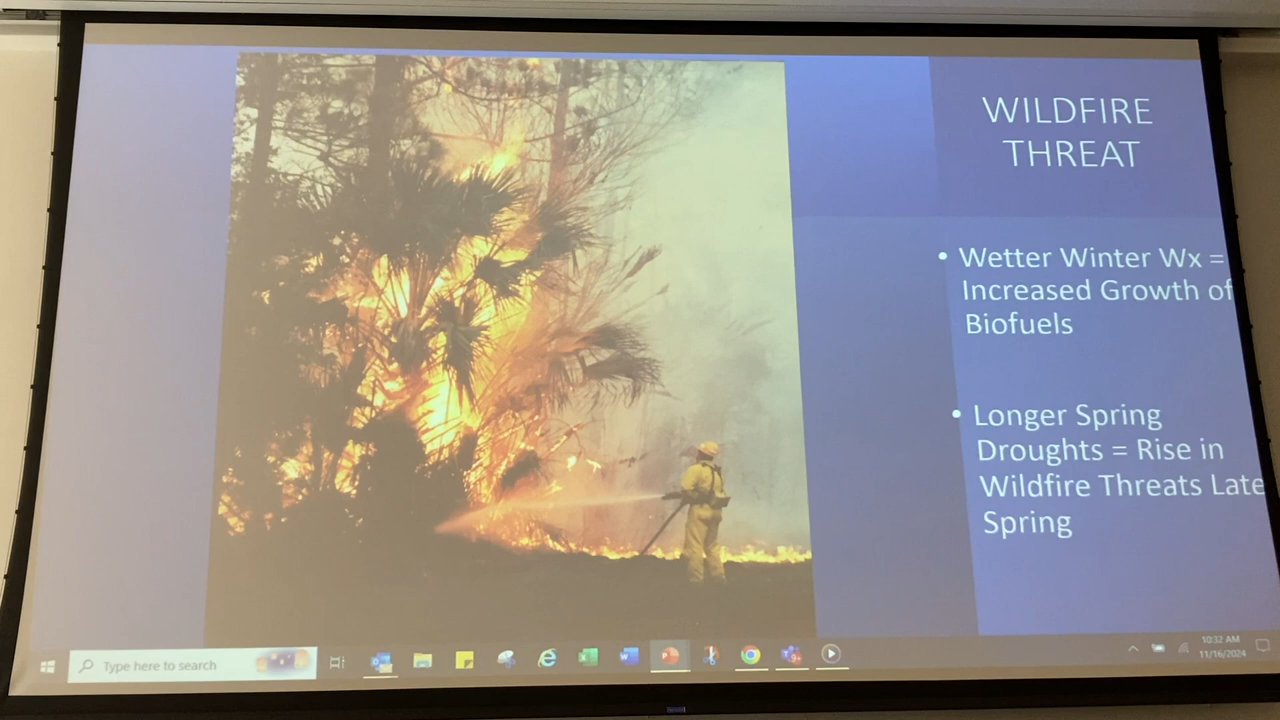 WILDFIRE
THREAT
• Wetter Winter Wx =
Increased Growth of
Biofuels
• Longer Spring
Droughts = Rise in
Wildfire Threats Late
Spring
Type here to search
10:32 AM
11/16/2024